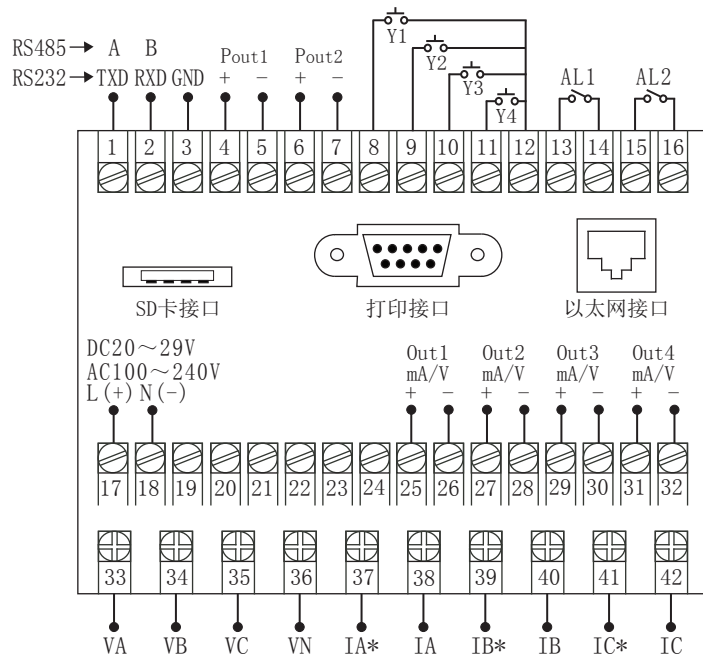 RS485→ A B
Pout1 Pout2
RS232→ TXD RXD GND + − + −
Y1
Y2
Y3
Y4
AL1 AL2
1 2 3 4 5 6 7 8 9 10 11 12 13 14 15 16
SD卡接口 打印接口 以太网接口
DC20～29V
AC100～240V
L(+) N(−)
Out1 Out2 Out3 Out4
mA/V mA/V mA/V mA/V
+ − + − + − + −
17 18 19 20 21 22 23 24 25 26 27 28 29 30 31 32
33 34 35 36 37 38 39 40 41 42
VA VB VC VN IA* IA IB* IB IC* IC